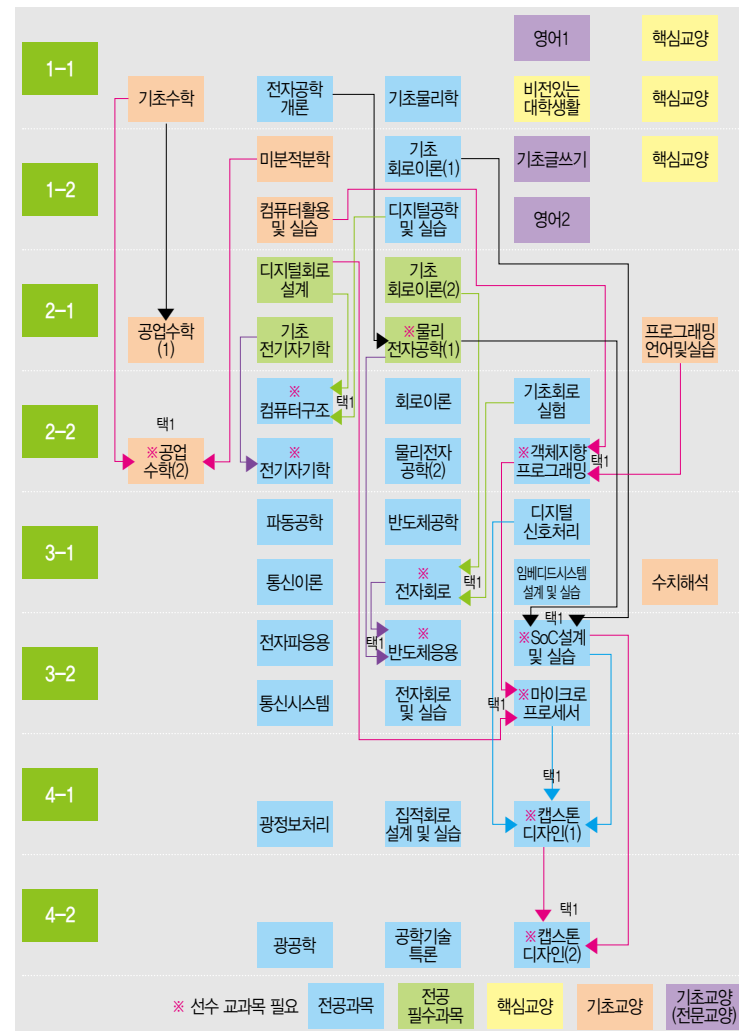 영어1
핵심교양
1-1
기초수학
전자공학
개론
기초물리학
비전있는
대학생활
핵심교양
미분적분학
기초
회로이론(1)
기초글쓰기
핵심교양
1-2
컴퓨터활용
및 실습
디지털공학
및 실습
영어2
디지털회로
설계
기초
회로이론(2)
2-1
공업수학
(1)
기초
전기자기학
※물리
전자공학(1)
프로그래밍
언어및실습
※
컴퓨터구조
택1
회로이론
기초회로
실험
2-2
택1
※공업
수학(2)
※
전기자기학
물리전자
공학(2)
※객체지향
프로그래밍
택1
파동공학
반도체공학
디지털
신호처리
3-1
통신이론
※
전자회로
택1
임베디드시스템
설계 및 실습
수치해석
택1
전자파응용
택1
※
반도체응용
※SoC설계
및 실습
3-2
통신시스템
전자회로
및 실습
택1
※마이크로
프로세서
4-1
택1
광정보처리
집적회로
설계 및 실습
※캡스톤
디자인(1)
4-2
택1
광공학
공학기술
특론
※캡스톤
디자인(2)
※ 선수 교과목 필요
전공과목
전공
필수과목
핵심교양
기초교양
기초교양
(전문교양)